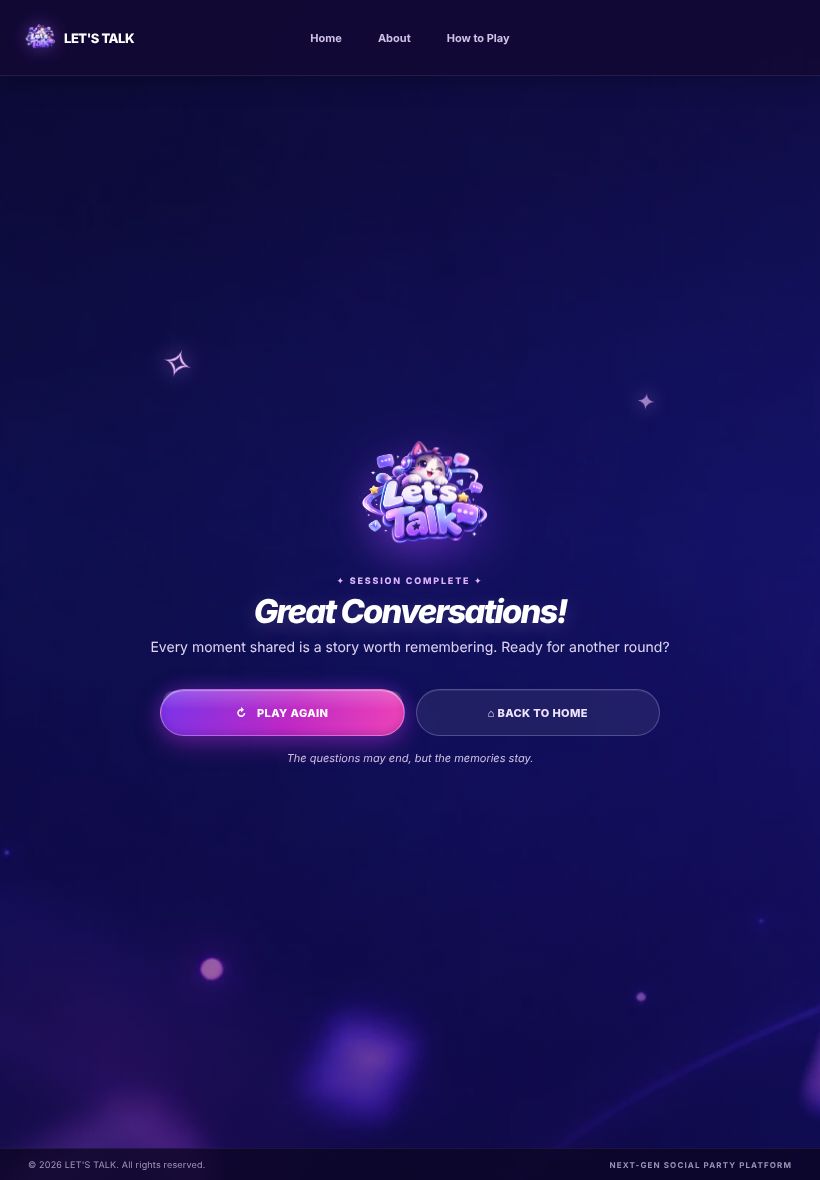 Let's Talk
LET'S TALK
Home
About
How to Play
Let's
Talk
✦ SESSION COMPLETE ✦
Great Conversations!
Every moment shared is a story worth remembering. Ready for another round?
↻ PLAY AGAIN
⌂ BACK TO HOME
The questions may end, but the memories stay.
© 2026 LET'S TALK. All rights reserved.
NEXT-GEN SOCIAL PARTY PLATFORM